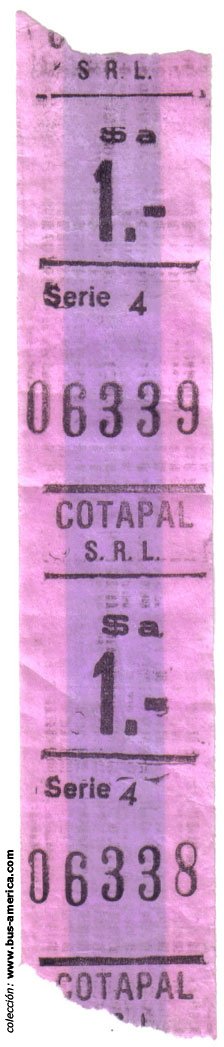 S. R. L.
$a
1.-
Serie 4
06339
COTAPAL
S. R. L.
$a
1.-
Serie 4
06338
COTAPAL
colección: www.bus-america.com